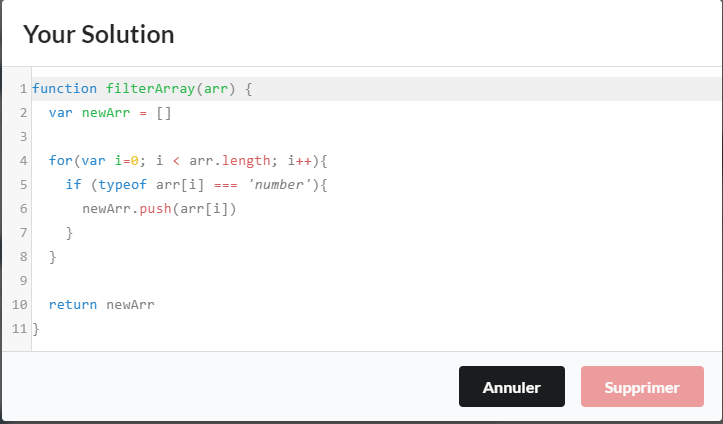 Your Solution
1 function filterArray(arr) {
2   var newArr = []
3
4   for(var i=0; i < arr.length; i++){
5     if (typeof arr[i] === 'number'){
6       newArr.push(arr[i])
7     }
8   }
9
10   return newArr
11 }
Annuler Supprimer